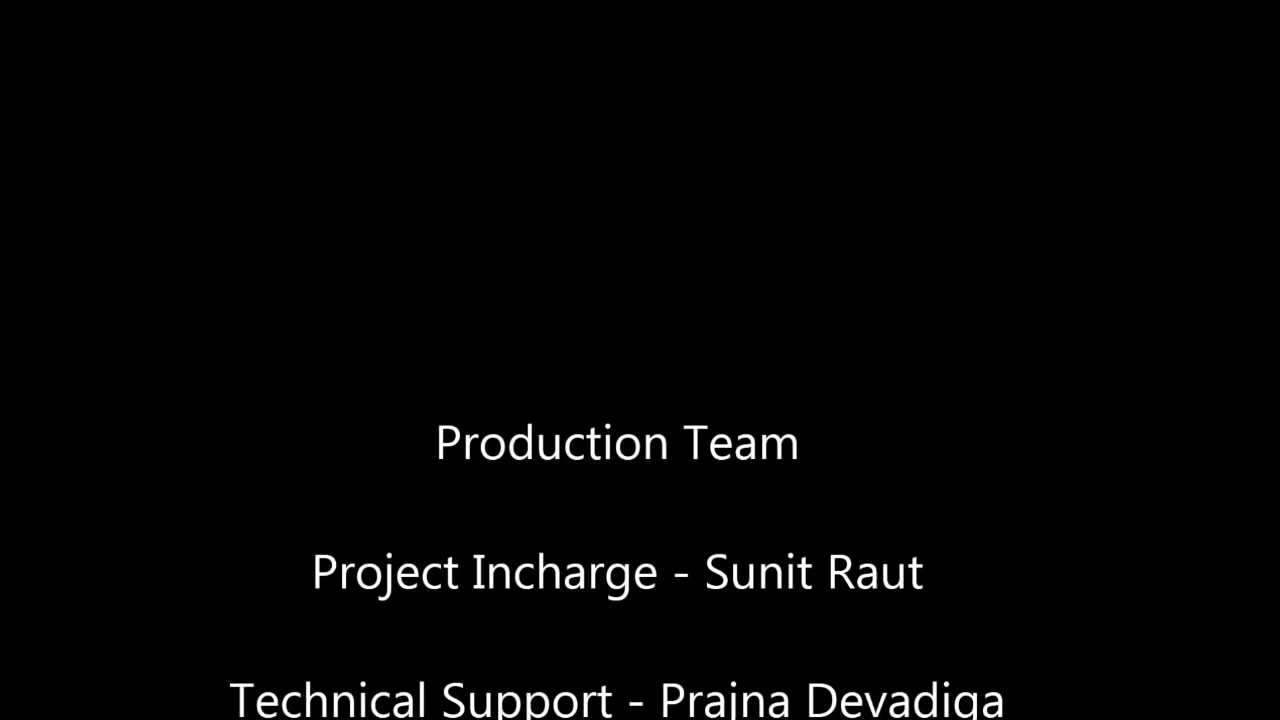 Production Team
Project Incharge - Sunit Raut
Technical Support - Prajna Devadiga